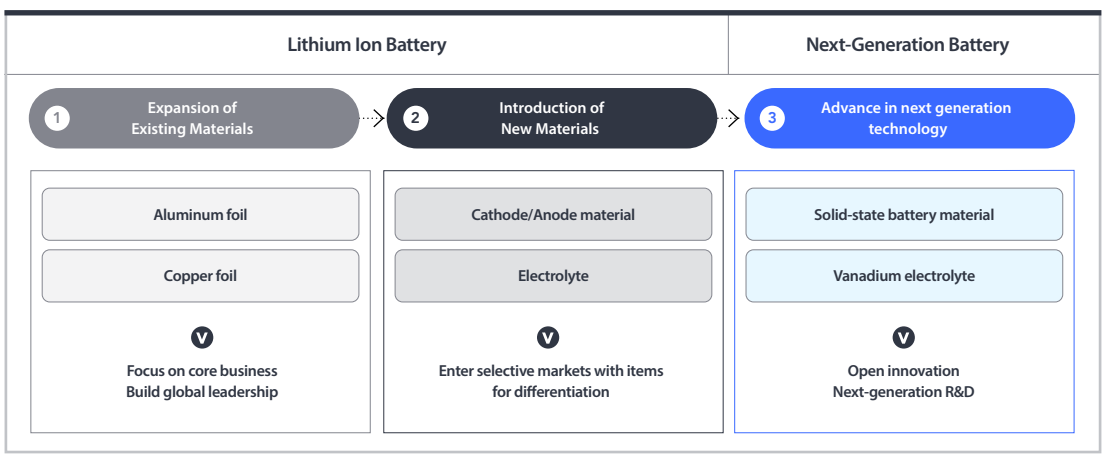 Lithium Ion Battery
Next-Generation Battery
1
Expansion of
Existing Materials
2
Introduction of
New Materials
3
Advance in next generation
technology
Aluminum foil
Copper foil
V
Focus on core business
Build global leadership
Cathode/Anode material
Electrolyte
V
Enter selective markets with items
for differentiation
Solid-state battery material
Vanadium electrolyte
V
Open innovation
Next-generation R&D